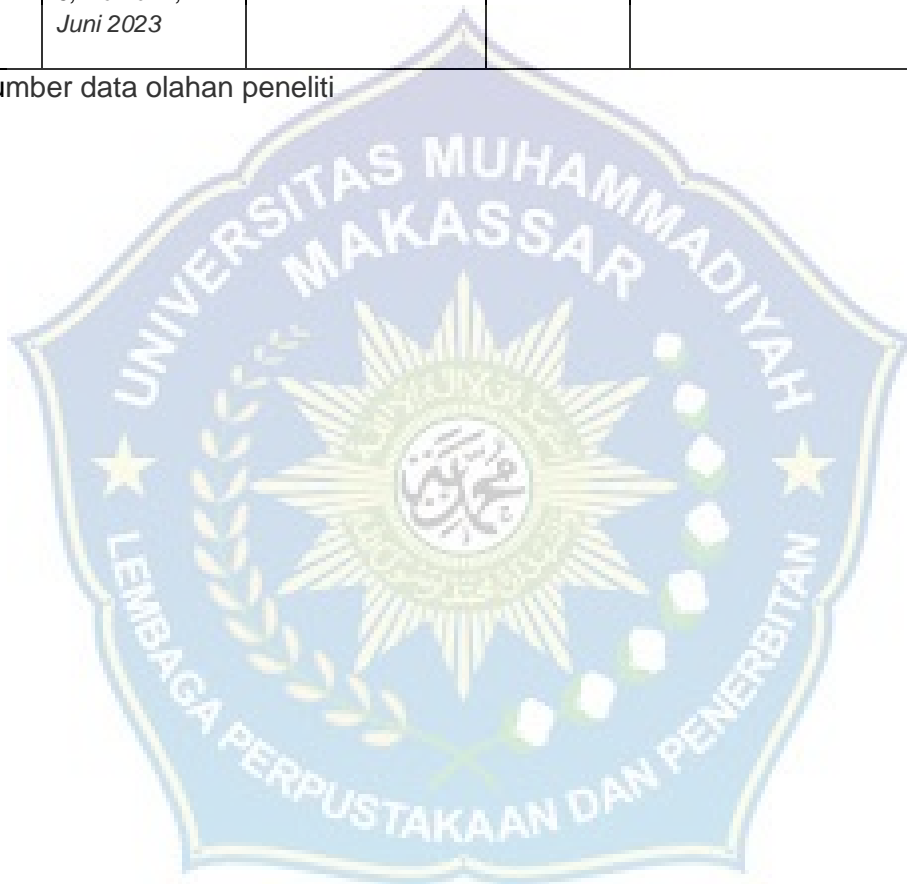 Juni 2023
umber data olahan peneliti
UNIVERSITAS MUHAMMADIYAH
MAKASSAR
LEMBAGA PERPUSTAKAAN DAN PENERBITAN